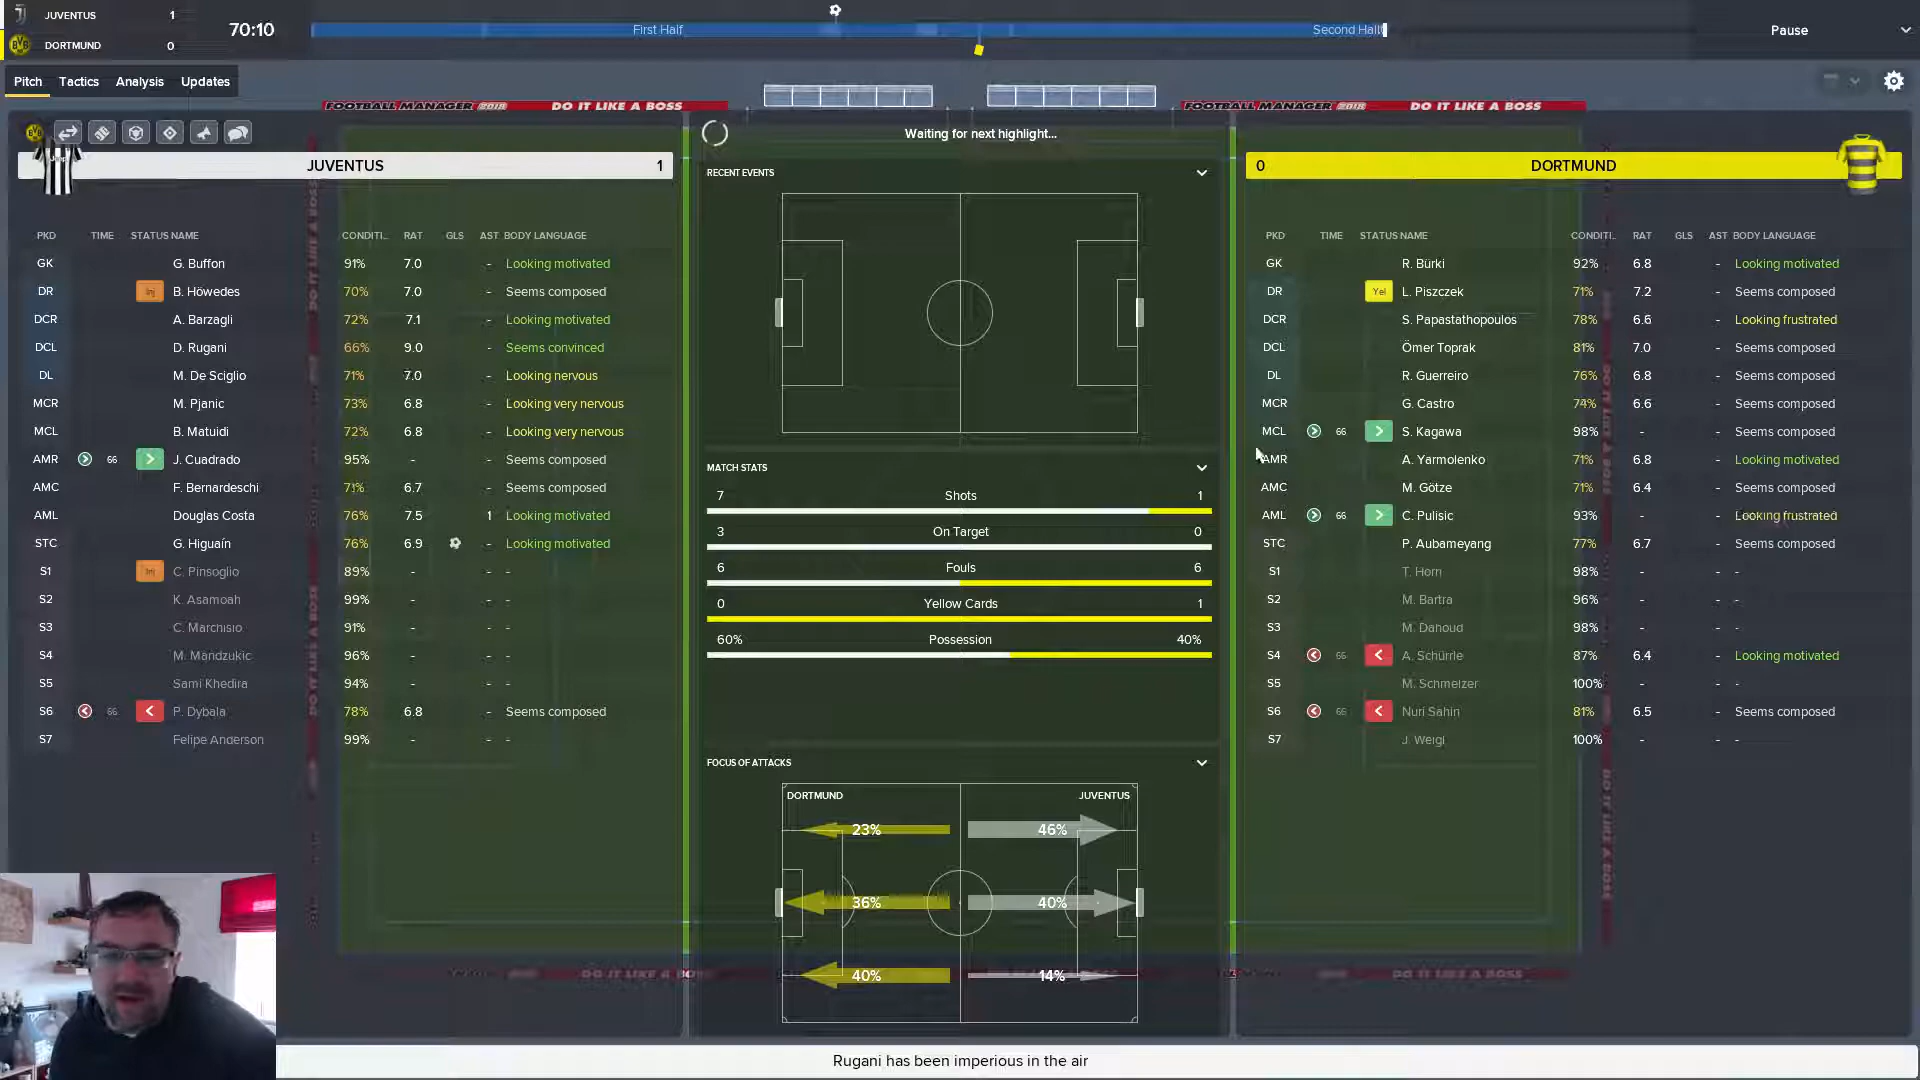 JUVENTUS 1
DORTMUND 0
70:10
First Half
Second Half
Pause
Pitch Tactics Analysis Updates
FOOTBALL MANAGER 2018 DO IT LIKE A BOSS
FOOTBALL MANAGER 2018 DO IT LIKE A BOSS
Waiting for next highlight...
JUVENTUS 1
PKD TIME STATUS NAME CONDITI... RAT GLS AST BODY LANGUAGE
GK G. Buffon 91% 7.0 - Looking motivated
DR Inj B. Höwedes 70% 7.0 - Seems composed
DCR A. Barzagli 72% 7.1 - Looking motivated
DCL D. Rugani 66% 9.0 - Seems convinced
DL M. De Sciglio 71% 7.0 - Looking nervous
MCR M. Pjanic 73% 6.8 - Looking very nervous
MCL B. Matuidi 72% 6.8 - Looking very nervous
AMR 66 J. Cuadrado 95% - - Seems composed
AMC F. Bernardeschi 71% 6.7 - Seems composed
AML Douglas Costa 76% 7.5 1 Looking motivated
STC G. Higuaín 76% 6.9 - Looking motivated
S1 Inj C. Pinsoglio 89% - - -
S2 K. Asamoah 99% - - -
S3 C. Marchisio 91% - - -
S4 M. Mandzukic 96% - - -
S5 Sami Khedira 94% - - -
S6 66 P. Dybala 78% 6.8 - Seems composed
S7 Felipe Anderson 99% - - -
RECENT EVENTS
MATCH STATS
7 Shots 1
3 On Target 0
6 Fouls 6
0 Yellow Cards 1
60% Possession 40%
FOCUS OF ATTACKS
DORTMUND JUVENTUS
23% 46%
36% 40%
40% 14%
0 DORTMUND
PKD TIME STATUS NAME CONDITI... RAT GLS AST BODY LANGUAGE
GK R. Bürki 92% 6.8 - Looking motivated
DR Yel L. Piszczek 71% 7.2 - Seems composed
DCR S. Papastathopoulos 78% 6.6 - Looking frustrated
DCL Ömer Toprak 81% 7.0 - Seems composed
DL R. Guerreiro 76% 6.8 - Seems composed
MCR G. Castro 74% 6.6 - Seems composed
MCL 66 S. Kagawa 98% - - Seems composed
AMR A. Yarmolenko 71% 6.8 - Looking motivated
AMC M. Götze 71% 6.4 - Seems composed
AML 66 C. Pulisic 93% - - Looking frustrated
STC P. Aubameyang 77% 6.7 - Seems composed
S1 T. Horn 98% - - -
S2 M. Bartra 96% - - -
S3 M. Dahoud 98% - - -
S4 66 A. Schürrle 87% 6.4 - Looking motivated
S5 M. Schmelzer 100% - - -
S6 66 Nuri Sahin 81% 6.5 - Seems composed
S7 J. Weigl 100% - - -
DO IT LIKE A BOSS
DO IT LIKE A BOSS
Rugani has been imperious in the air